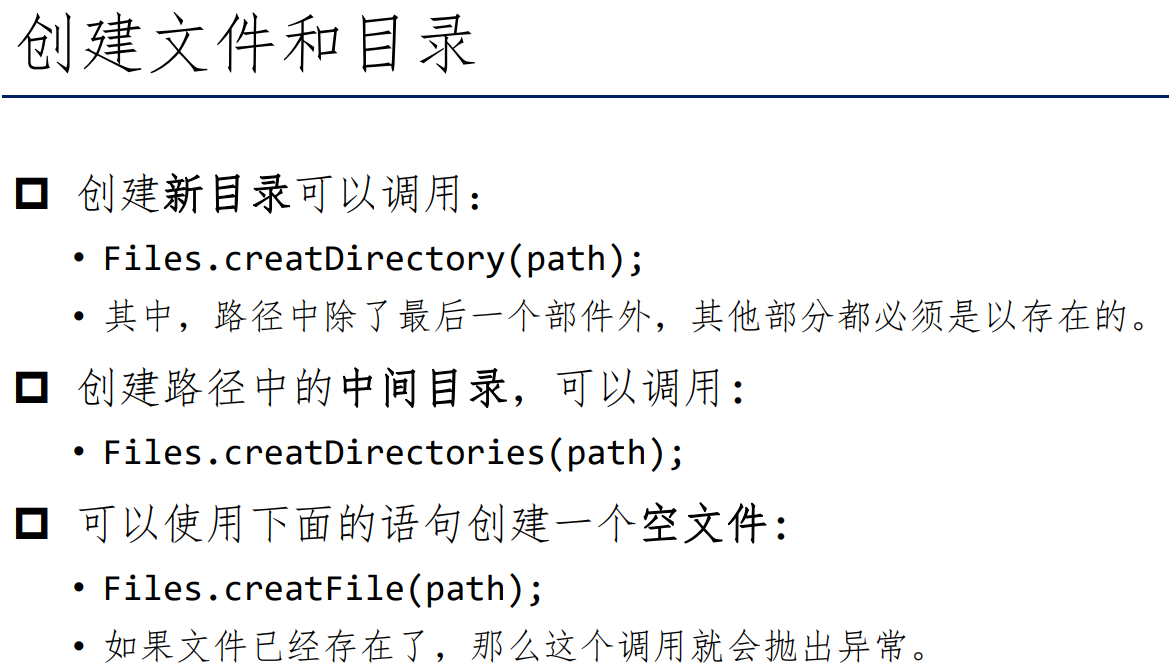 创建文件和目录
创建新目录可以调用：
• Files.creatDirectory(path);
• 其中，路径中除了最后一个部件外，其他部分都必须是以存在的。
创建路径中的中间目录，可以调用：
• Files.creatDirectories(path);
可以使用下面的语句创建一个空文件：
• Files.creatFile(path);
• 如果文件已经存在了，那么这个调用就会抛出异常。